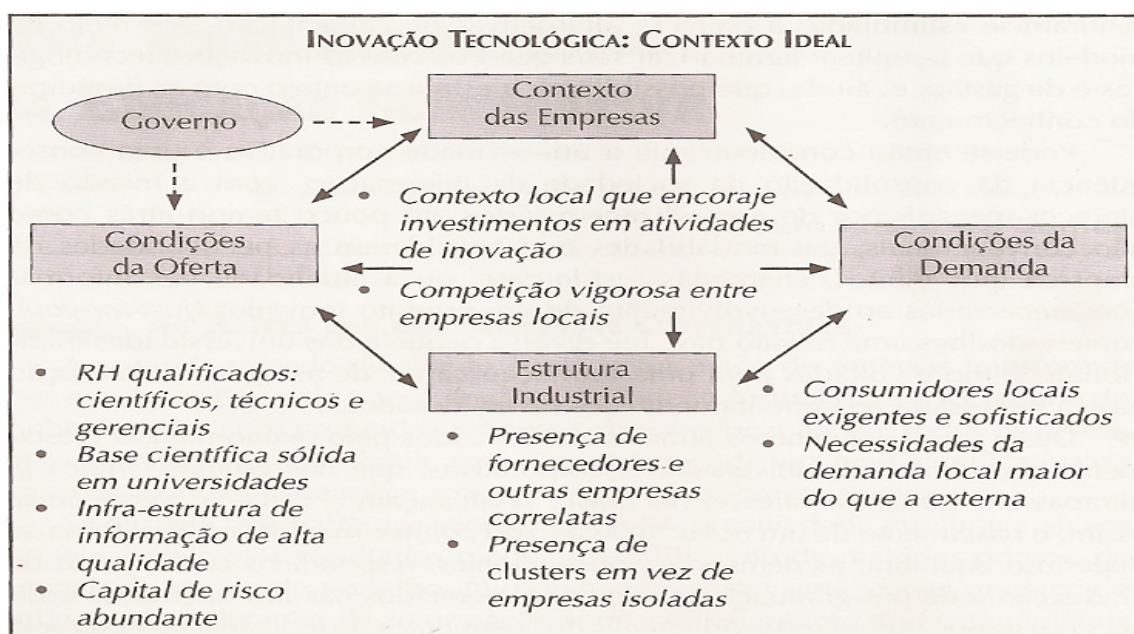 INOVAÇÃO TECNOLÓGICA: CONTEXTO IDEAL
Governo
Contexto
das Empresas
• Contexto local que encoraje
investimentos em atividades
de inovação
Condições
da Oferta
Condições da
Demanda
• Competição vigorosa entre
empresas locais
Estrutura
Industrial
• RH qualificados:
científicos, técnicos e
gerenciais
• Base científica sólida
em universidades
• Infra-estrutura de
informação de alta
qualidade
• Capital de risco
abundante
• Presença de
fornecedores e
outras empresas
correlatas
• Presença de
clusters em vez de
empresas isoladas
• Consumidores locais
exigentes e sofisticados
• Necessidades da
demanda local maior
do que a externa